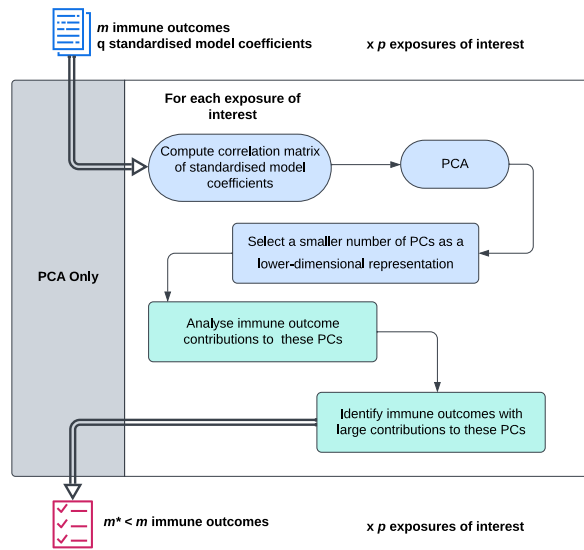 m immune outcomes
q standardised model coefficients
x p exposures of interest
For each exposure of
interest
Compute correlation matrix
of standardised model
coefficients
PCA
Select a smaller number of PCs as a
lower-dimensional representation
PCA Only
Analyse immune outcome
contributions to these PCs
Identify immune outcomes with
large contributions to these PCs
m* < m immune outcomes
x p exposures of interest